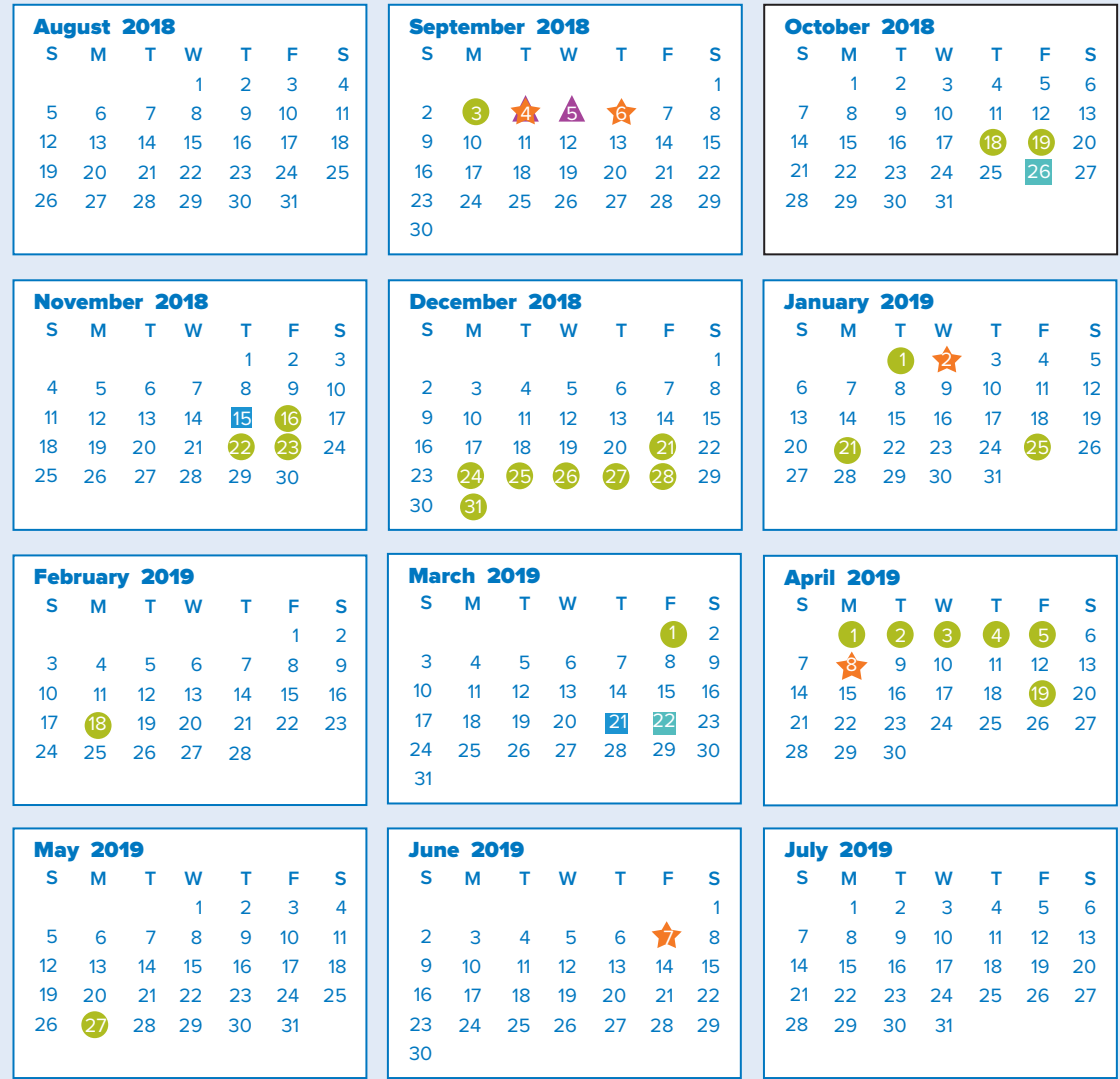 August 2018
S M T W T F S
1 2 3 4
5 6 7 8 9 10 11
12 13 14 15 16 17 18
19 20 21 22 23 24 25
26 27 28 29 30 31
September 2018
S M T W T F S
1
2 3 4 5 6 7 8
9 10 11 12 13 14 15
16 17 18 19 20 21 22
23 24 25 26 27 28 29
30
October 2018
S M T W T F S
1 2 3 4 5 6
7 8 9 10 11 12 13
14 15 16 17 18 19 20
21 22 23 24 25 26 27
28 29 30 31
November 2018
S M T W T F S
1 2 3
4 5 6 7 8 9 10
11 12 13 14 15 16 17
18 19 20 21 22 23 24
25 26 27 28 29 30
December 2018
S M T W T F S
1
2 3 4 5 6 7 8
9 10 11 12 13 14 15
16 17 18 19 20 21 22
23 24 25 26 27 28 29
30 31
January 2019
S M T W T F S
1 2 3 4 5
6 7 8 9 10 11 12
13 14 15 16 17 18 19
20 21 22 23 24 25 26
27 28 29 30 31
February 2019
S M T W T F S
1 2
3 4 5 6 7 8 9
10 11 12 13 14 15 16
17 18 19 20 21 22 23
24 25 26 27 28
March 2019
S M T W T F S
1 2
3 4 5 6 7 8 9
10 11 12 13 14 15 16
17 18 19 20 21 22 23
24 25 26 27 28 29 30
31
April 2019
S M T W T F S
1 2 3 4 5 6
7 8 9 10 11 12 13
14 15 16 17 18 19 20
21 22 23 24 25 26 27
28 29 30
May 2019
S M T W T F S
1 2 3 4
5 6 7 8 9 10 11
12 13 14 15 16 17 18
19 20 21 22 23 24 25
26 27 28 29 30 31
June 2019
S M T W T F S
1
2 3 4 5 6 7 8
9 10 11 12 13 14 15
16 17 18 19 20 21 22
23 24 25 26 27 28 29
30
July 2019
S M T W T F S
1 2 3 4 5 6
7 8 9 10 11 12 13
14 15 16 17 18 19 20
21 22 23 24 25 26 27
28 29 30 31